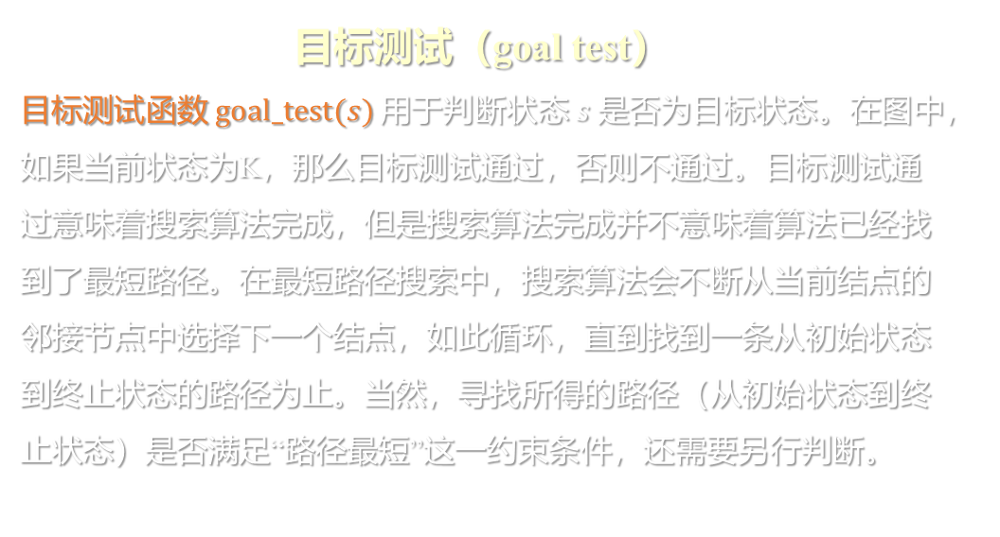 目标测试（goal test）
目标测试函数 goal_test(s) 用于判断状态 s 是否为目标状态。在图中，
如果当前状态为K，那么目标测试通过，否则不通过。目标测试通
过意味着搜索算法完成，但是搜索算法完成并不意味着算法已经找
到了最短路径。在最短路径搜索中，搜索算法会不断从当前结点的
邻接节点中选择下一个结点，如此循环，直到找到一条从初始状态
到终止状态的路径为止。当然，寻找所得的路径（从初始状态到终
止状态）是否满足“路径最短”这一约束条件，还需要另行判断。